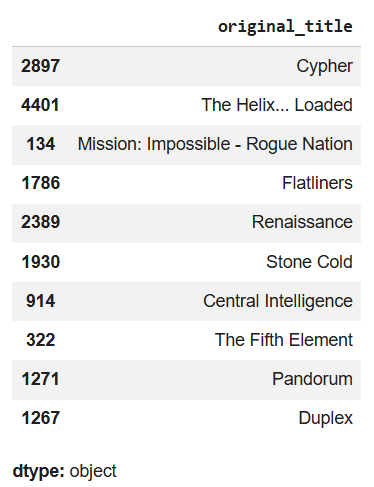 original_title
2897 Cypher
4401 The Helix... Loaded
134 Mission: Impossible - Rogue Nation
1786 Flatliners
2389 Renaissance
1930 Stone Cold
914 Central Intelligence
322 The Fifth Element
1271 Pandorum
1267 Duplex
dtype: object